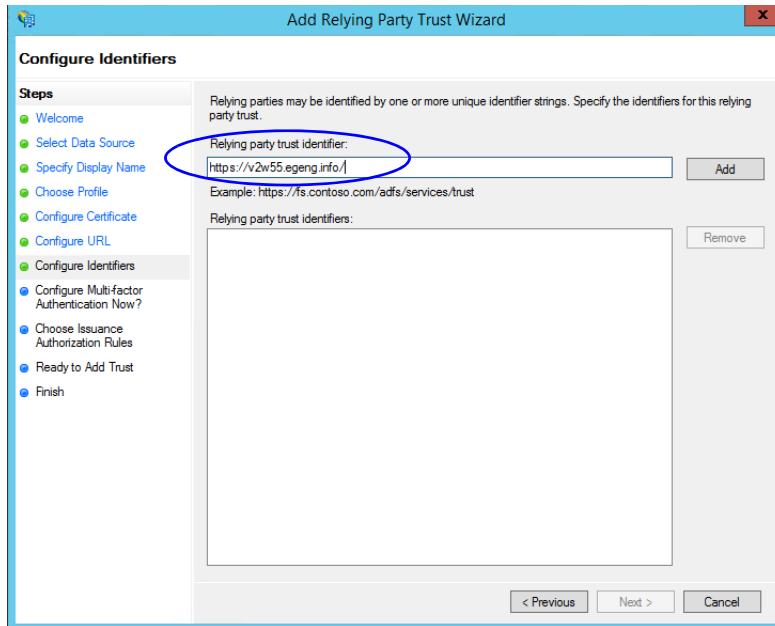 Add Relying Party Trust Wizard
x
Configure Identifiers
Steps
Welcome
Select Data Source
Specify Display Name
Choose Profile
Configure Certificate
Configure URL
Configure Identifiers
Configure Multi-factor
Authentication Now?
Choose Issuance
Authorization Rules
Ready to Add Trust
Finish
Relying parties may be identified by one or more unique identifier strings. Specify the identifiers for this relying
party trust.
Relying party trust identifier:
https://v2w55.egeng.info/
Add
Example: https://fs.contoso.com/adfs/services/trust
Relying party trust identifiers:
Remove
< Previous
Next >
Cancel